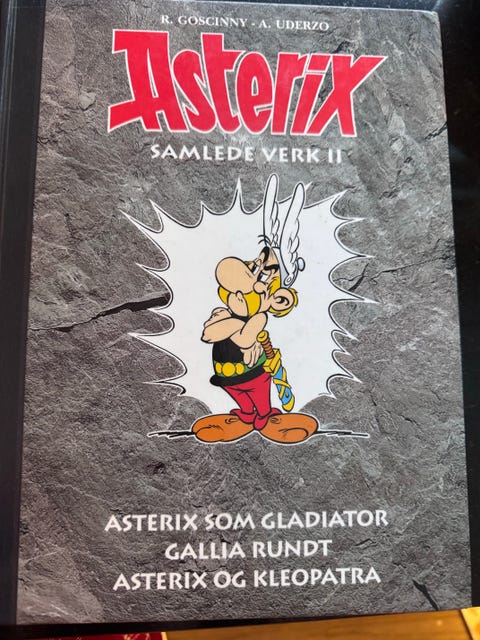 R. GOSCINNY - A. UDERZO
Asterix
SAMLEDE VERK II
ASTERIX SOM GLADIATOR
GALLIA RUNDT
ASTERIX OG KLEOPATRA